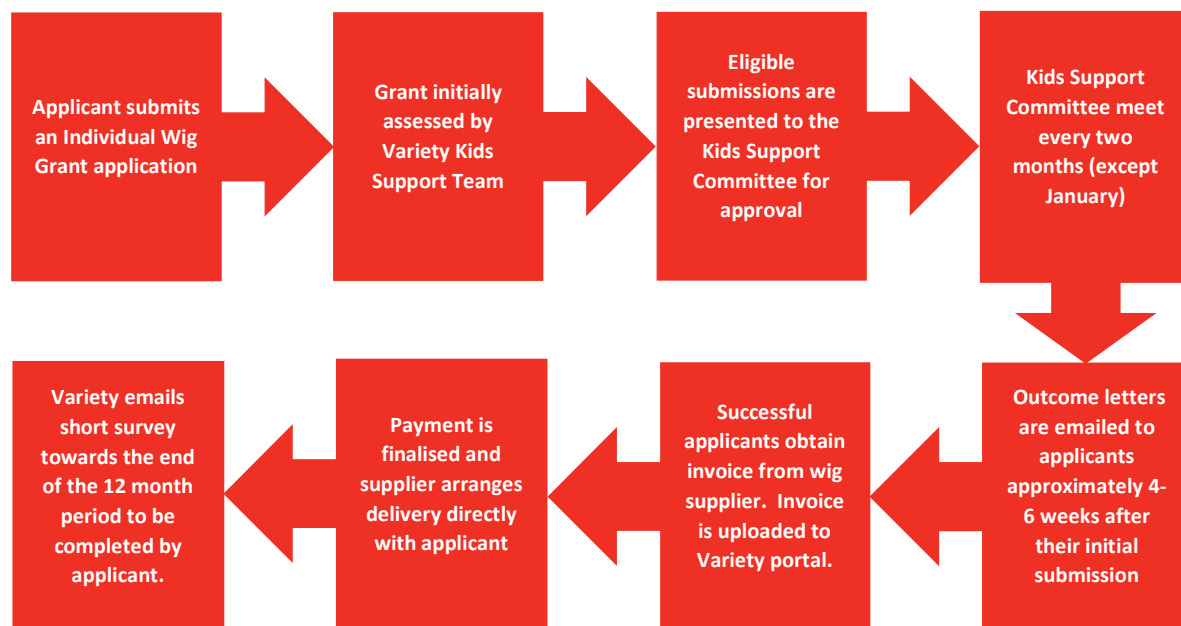 Applicant submits
an Individual Wig
Grant application
Grant initially
assessed by
Variety Kids
Support Team
Eligible
submissions are
presented to the
Kids Support
Committee for
approval
Kids Support
Committee meet
every two
months (except
January)
Outcome letters
are emailed to
applicants
approximately 4-
6 weeks after
their initial
submission
Successful
applicants obtain
invoice from wig
supplier.  Invoice
is uploaded to
Variety portal.
Payment is
finalised and
supplier arranges
delivery directly
with applicant
Variety emails
short survey
towards the end
of the 12 month
period to be
completed by
applicant.